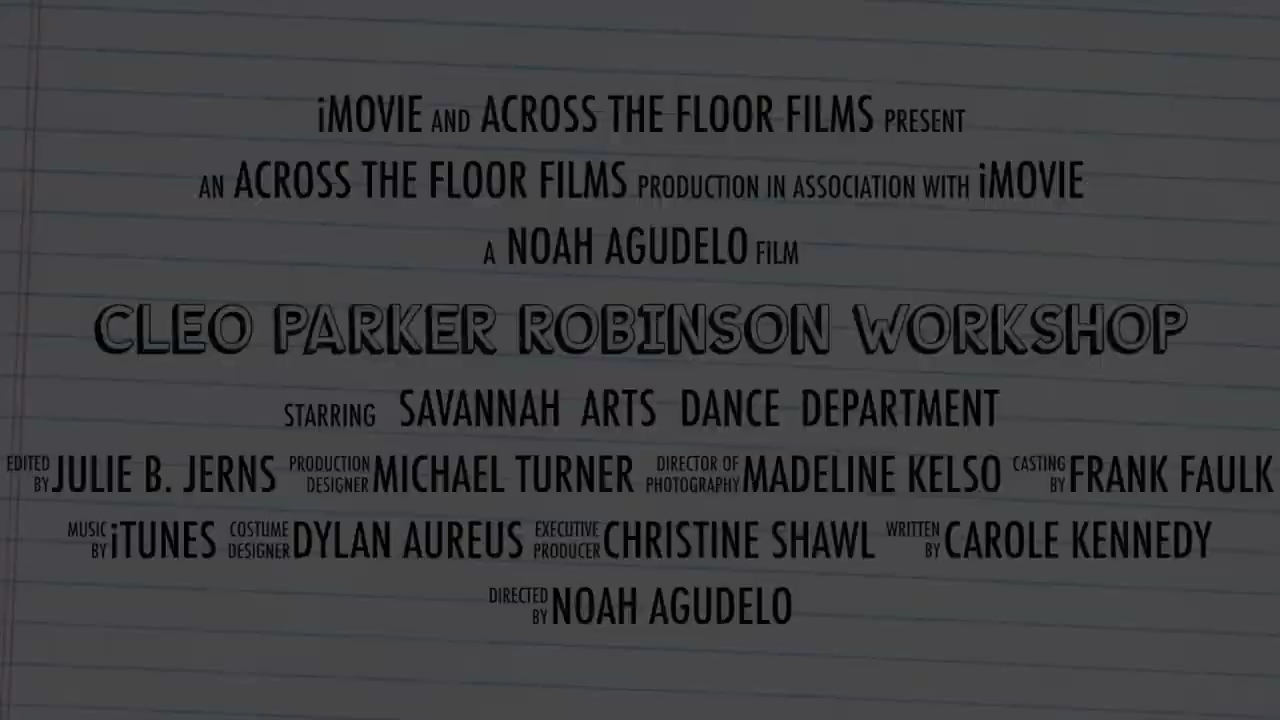 iMOVIE AND ACROSS THE FLOOR FILMS PRESENT
AN ACROSS THE FLOOR FILMS PRODUCTION IN ASSOCIATION WITH iMOVIE
A NOAH AGUDELO FILM
CLEO PARKER ROBINSON WORKSHOP
STARRING SAVANNAH ARTS DANCE DEPARTMENT
EDITED BY JULIE B. JERNS PRODUCTION DESIGNER MICHAEL TURNER DIRECTOR OF PHOTOGRAPHY MADELINE KELSO CASTING BY FRANK FAULK
MUSIC BY iTUNES COSTUME DESIGNER DYLAN AUREUS EXECUTIVE PRODUCER CHRISTINE SHAWL WRITTEN BY CAROLE KENNEDY
DIRECTED BY NOAH AGUDELO